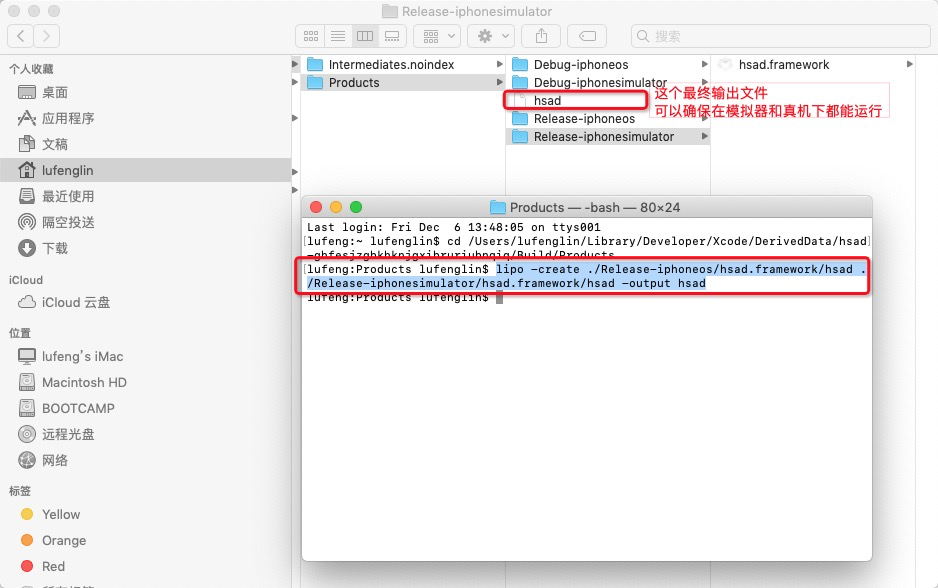 Release-iphonesimulator
搜索
个人收藏
桌面
应用程序
文稿
lufenglin
最近使用
隔空投送
下载
iCloud
iCloud 云盘
位置
lufeng's iMac
Macintosh HD
BOOTCAMP
远程光盘
网络
标签
Yellow
Orange
Red
Intermediates.noindex
Products
Debug-iphoneos
Debug-iphonesimulator
hsad
Release-iphoneos
Release-iphonesimulator
hsad.framework
这个最终输出文件
可以确保在模拟器和真机下都能运行
Products — -bash — 80×24
Last login: Fri Dec  6 13:48:05 on ttys001
[lufeng:~ lufenglin$ cd /Users/lufenglin/Library/Developer/Xcode/DerivedData/hsad]
[lufeng:Products lufenglin$ lipo -create ./Release-iphoneos/hsad.framework/hsad .
/Release-iphonesimulator/hsad.framework/hsad -output hsad
lufeng:Products lufenglin$